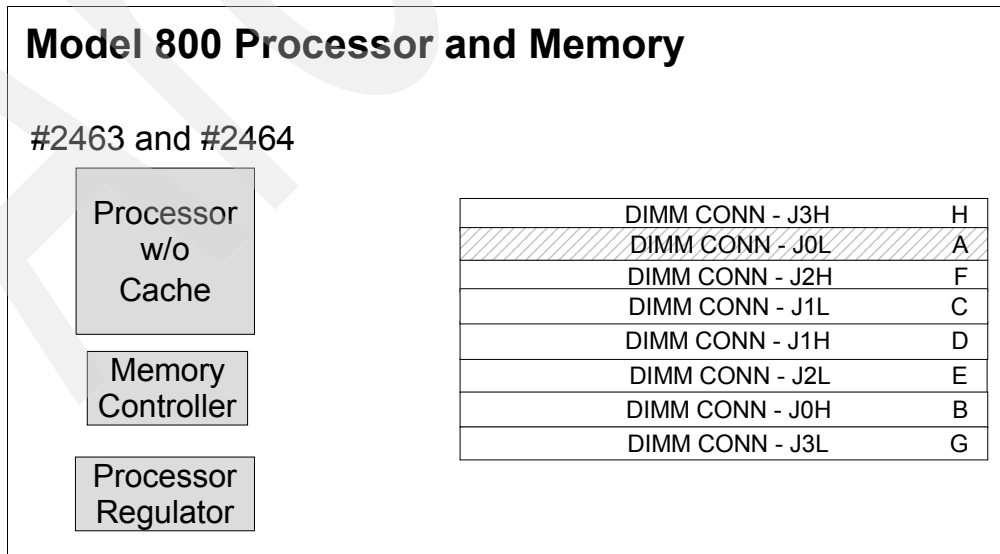 Model 800 Processor and Memory
#2463 and #2464
Processor
w/o
Cache
Memory
Controller
Processor
Regulator
DIMM CONN - J3H H
DIMM CONN - J0L A
DIMM CONN - J2H F
DIMM CONN - J1L C
DIMM CONN - J1H D
DIMM CONN - J2L E
DIMM CONN - J0H B
DIMM CONN - J3L G